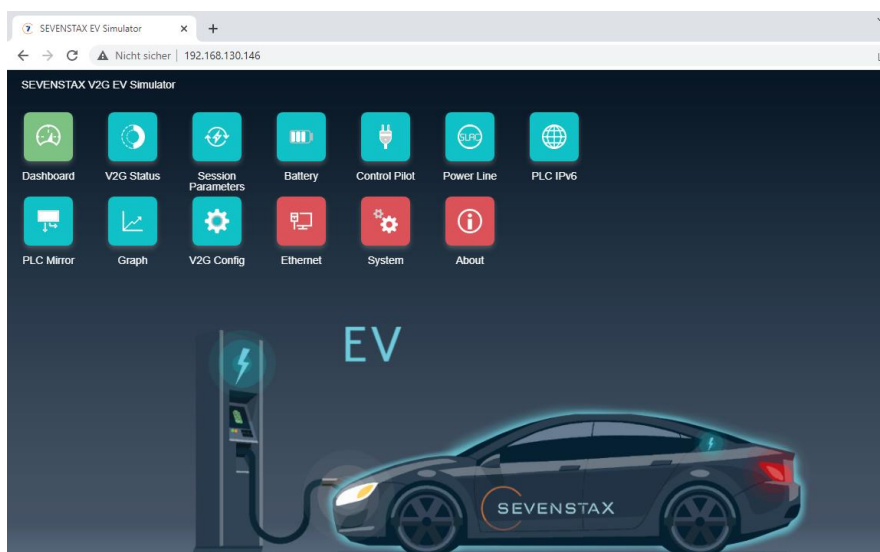 SEVENSTAX EV Simulator
Nicht sicher | 192.168.130.146
SEVENSTAX V2G EV Simulator
Dashboard V2G Status Session Parameters Battery Control Pilot Power Line PLC IPv6
SLAC
PLC Mirror Graph V2G Config Ethernet System About
EV
SEVENSTAX